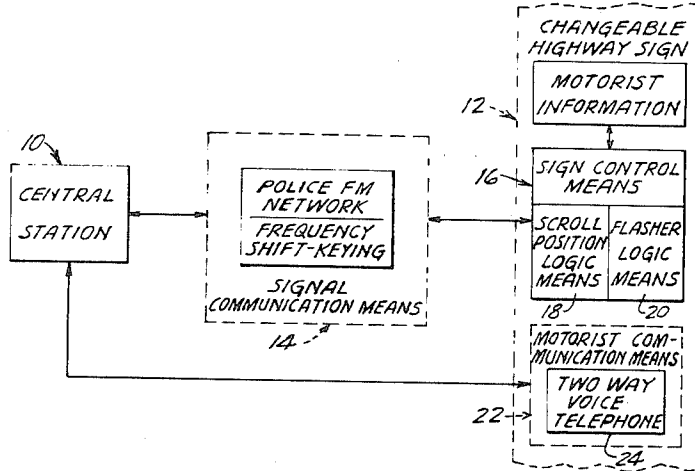 CHANGEABLE
HIGHWAY SIGN
MOTORIST
INFORMATION
12
10
16
SIGN CONTROL
MEANS
CENTRAL
STATION
POLICE FM
NETWORK
FREQUENCY
SHIFT-KEYING
SIGNAL
COMMUNICATION MEANS
14
SCROLL
POSITION
LOGIC
MEANS
18
FLASHER
LOGIC
MEANS
20
MOTORIST COM-
MUNICATION MEANS
TWO WAY
VOICE
TELEPHONE
22
24